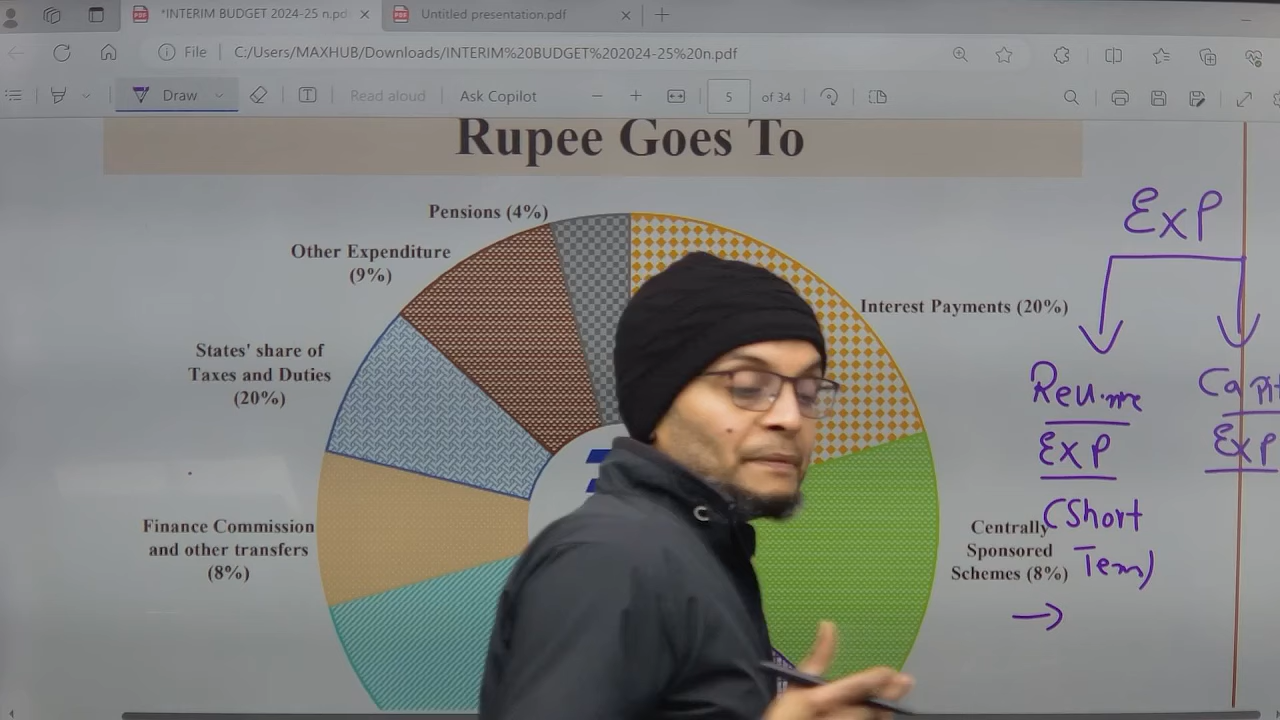 *INTERIM BUDGET 2024-25 n.pd
Untitled presentation.pdf
File
C:/Users/MAXHUB/Downloads/INTERIM%20BUDGET%202024-25%20n.pdf
Draw
Read aloud
Ask Copilot
5
of 34
Rupee Goes To
Pensions (4%)
Other Expenditure
(9%)
States' share of
Taxes and Duties
(20%)
Finance Commission
and other transfers
(8%)
Interest Payments (20%)
Centrally
Sponsored
Schemes (8%)
Exp
Exp
(Short
Term)
Exp